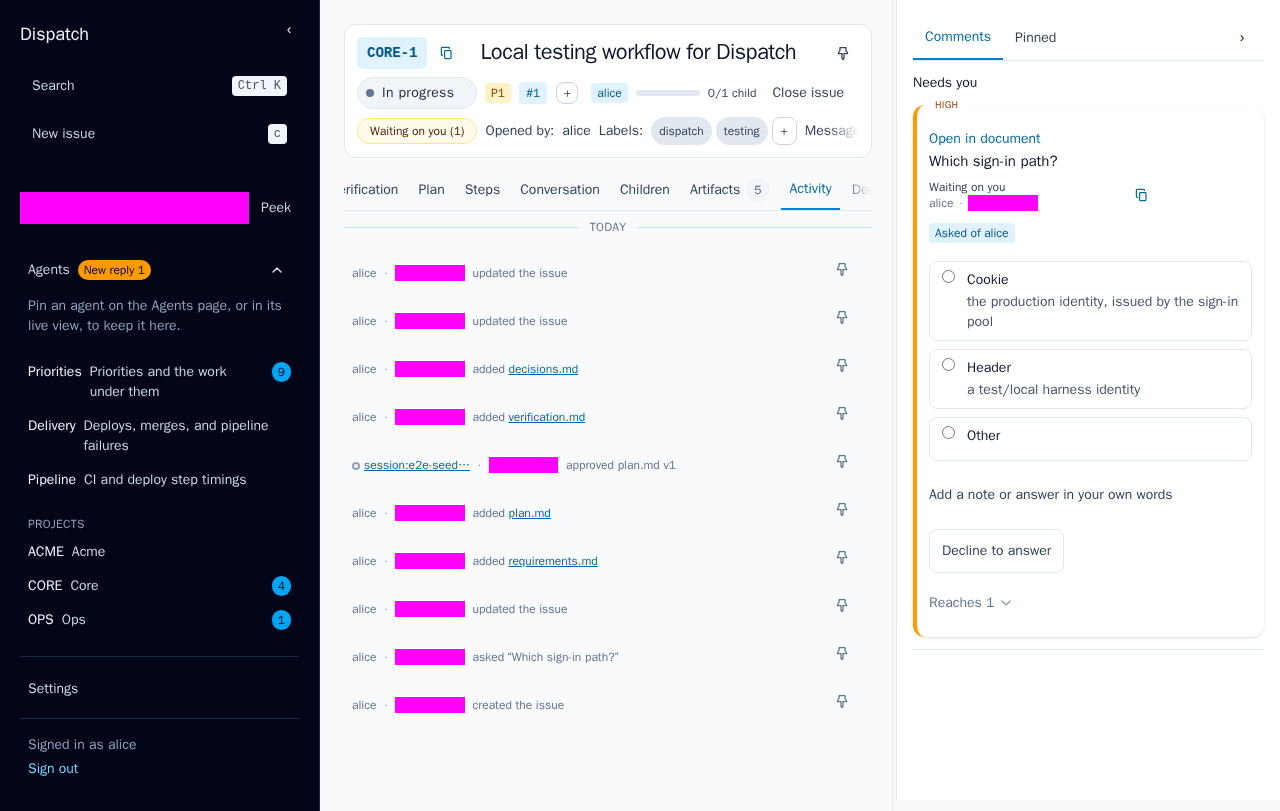 Dispatch
Search Ctrl K
New issue C
Peek
Agents New reply 1
Pin an agent on the Agents page, or in its
live view, to keep it here.
Priorities Priorities and the work 9
under them
Delivery Deploys, merges, and pipeline
failures
Pipeline CI and deploy step timings
PROJECTS
ACME Acme
CORE Core 4
OPS Ops 1
Settings
Signed in as alice
Sign out
CORE-1 Local testing workflow for Dispatch
In progress P1 #1 + alice 0/1 child Close issue
Waiting on you (1) Opened by: alice Labels: dispatch testing + Message
erification Plan Steps Conversation Children Artifacts 5 Activity De
TODAY
alice · updated the issue
alice · updated the issue
alice · added decisions.md
alice · added verification.md
session:e2e-seed… · approved plan.md v1
alice · added plan.md
alice · added requirements.md
alice · updated the issue
alice · asked “Which sign-in path?”
alice · created the issue
Comments Pinned
Needs you
HIGH
Open in document
Which sign-in path?
Waiting on you
alice ·
Asked of alice
Cookie
the production identity, issued by the sign-in
pool
Header
a test/local harness identity
Other
Add a note or answer in your own words
Decline to answer
Reaches 1